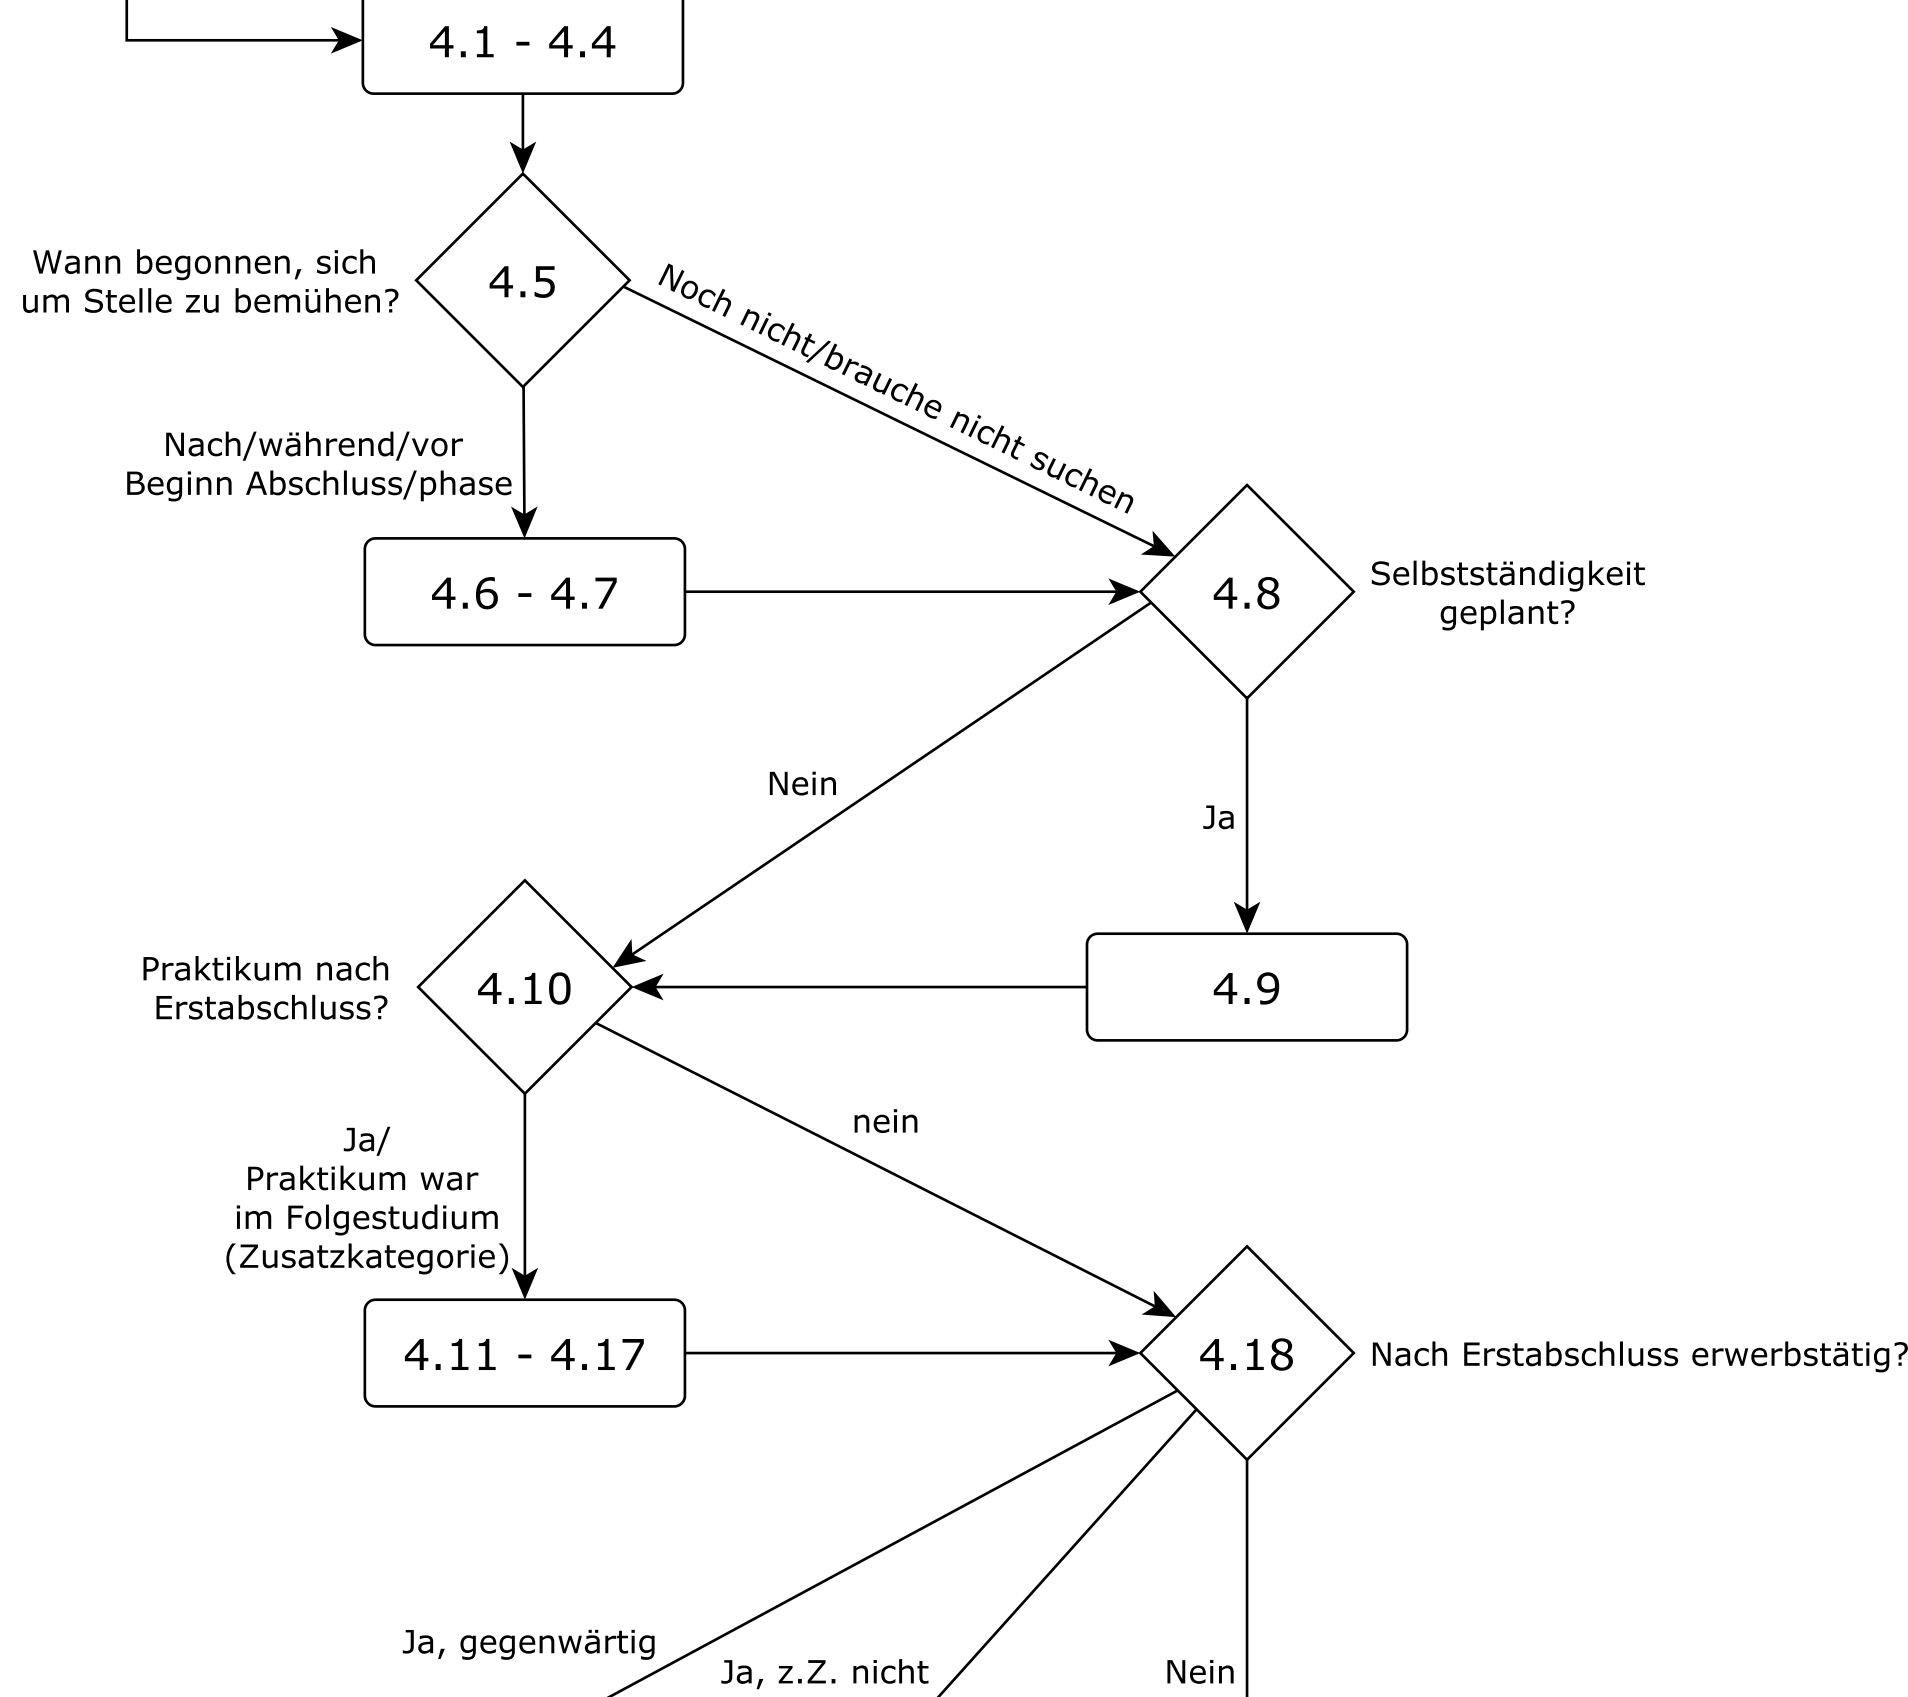 4.1 - 4.4
Wann begonnen, sich
um Stelle zu bemühen?
4.5
Noch nicht/brauche nicht suchen
Nach/während/vor
Beginn Abschluss/phase
4.6 - 4.7
4.8
Selbstständigkeit
geplant?
Nein
Ja
Praktikum nach
Erstabschluss?
4.10
4.9
nein
Ja/
Praktikum war
im Folgestudium
(Zusatzkategorie)
4.11 - 4.17
4.18
Nach Erstabschluss erwerbstätig?
Ja, gegenwärtig
Ja, z.Z. nicht
Nein